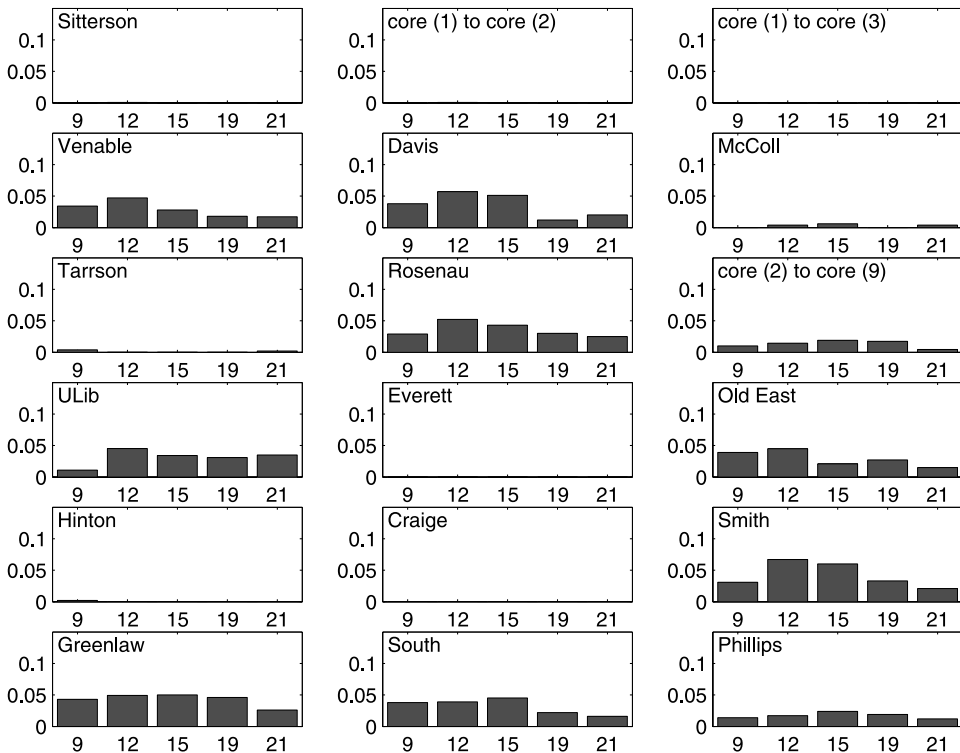 Sitterson
0.1
0.05
0
9 12 15 19 21
core (1) to core (2)
0.1
0.05
0
9 12 15 19 21
core (1) to core (3)
0.1
0.05
0
9 12 15 19 21
Venable
0.1
0.05
0
9 12 15 19 21
Davis
0.1
0.05
0
9 12 15 19 21
McColl
0.1
0.05
0
9 12 15 19 21
Tarrson
0.1
0.05
0
9 12 15 19 21
Rosenau
0.1
0.05
0
9 12 15 19 21
core (2) to core (9)
0.1
0.05
0
9 12 15 19 21
ULib
0.1
0.05
0
9 12 15 19 21
Everett
0.1
0.05
0
9 12 15 19 21
Old East
0.1
0.05
0
9 12 15 19 21
Hinton
0.1
0.05
0
9 12 15 19 21
Craige
0.1
0.05
0
9 12 15 19 21
Smith
0.1
0.05
0
9 12 15 19 21
Greenlaw
0.1
0.05
0
9 12 15 19 21
South
0.1
0.05
0
9 12 15 19 21
Phillips
0.1
0.05
0
9 12 15 19 21